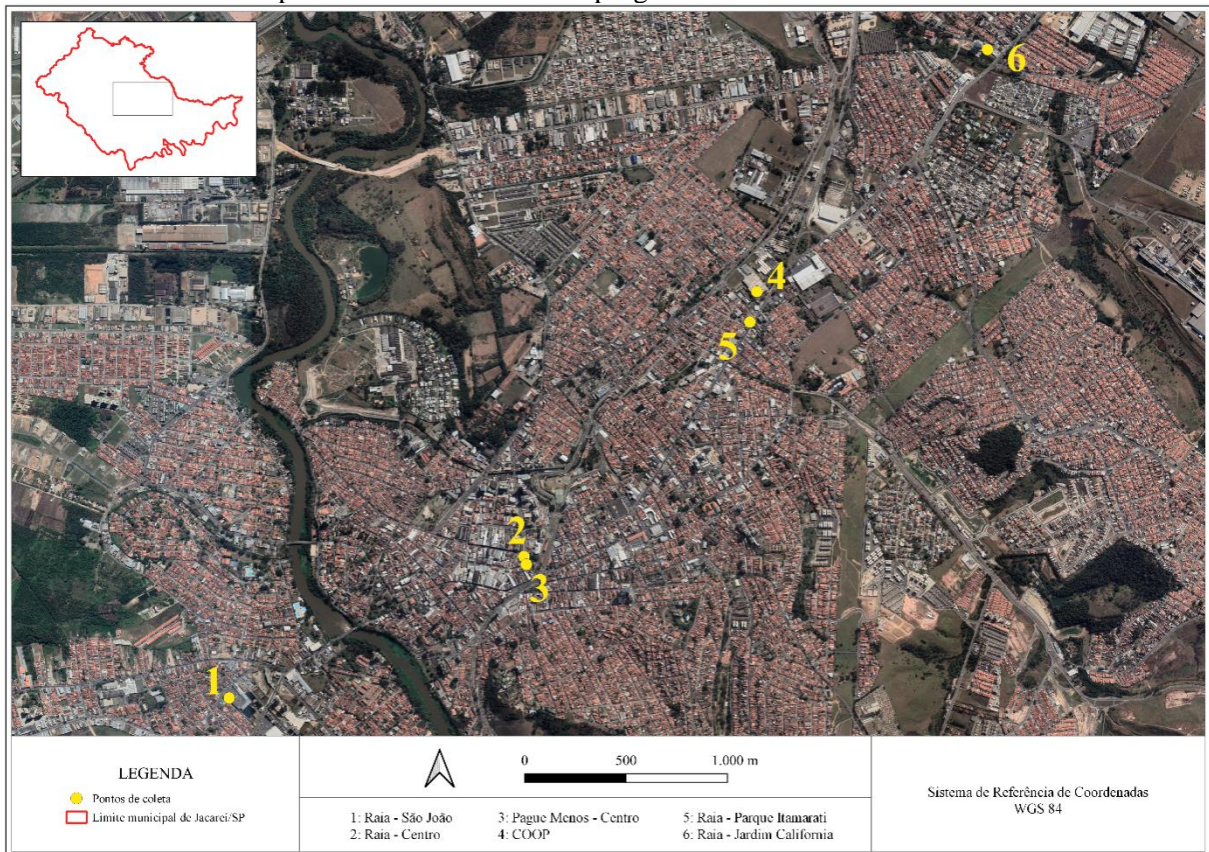 6
4
5
2
3
1
LEGENDA
Pontos de coleta
Limite municipal de Jacareí/SP
0 500 1.000 m
1: Raia - São João
2: Raia - Centro
3: Pague Menos - Centro
4: COOP
5: Raia - Parque Itamarati
6: Raia - Jardim California
Sistema de Referência de Coordenadas
WGS 84